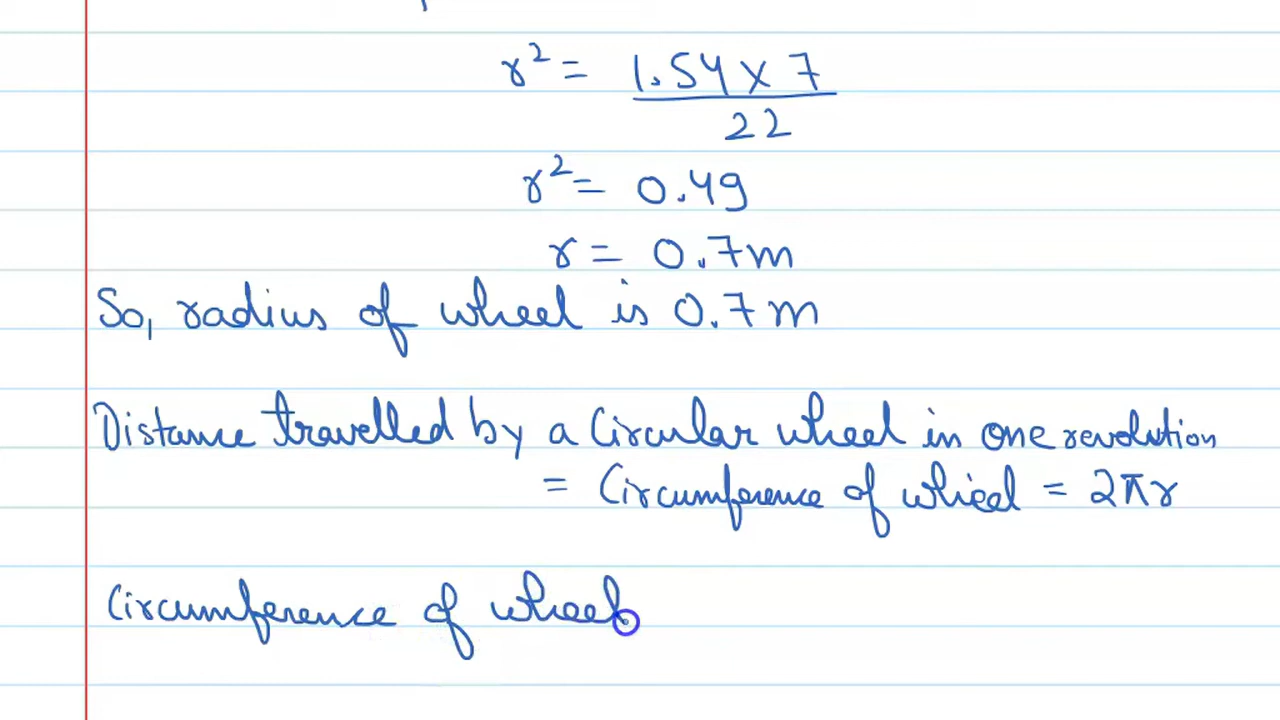 r² = 1.54 × 7
22
r² = 0.49
r = 0.7m
So, radius of wheel is 0.7m
Distance travelled by a Circular wheel in one revolution
= Circumference of wheel = 2πr
Circumference of wheel